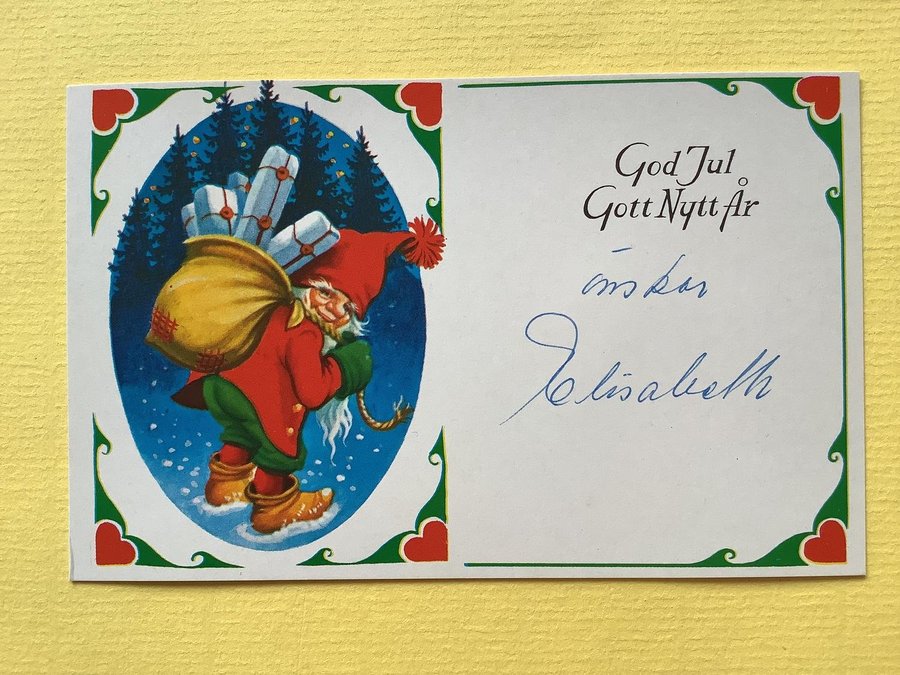 God Jul
Gott Nytt År
önskar
Elisabeth